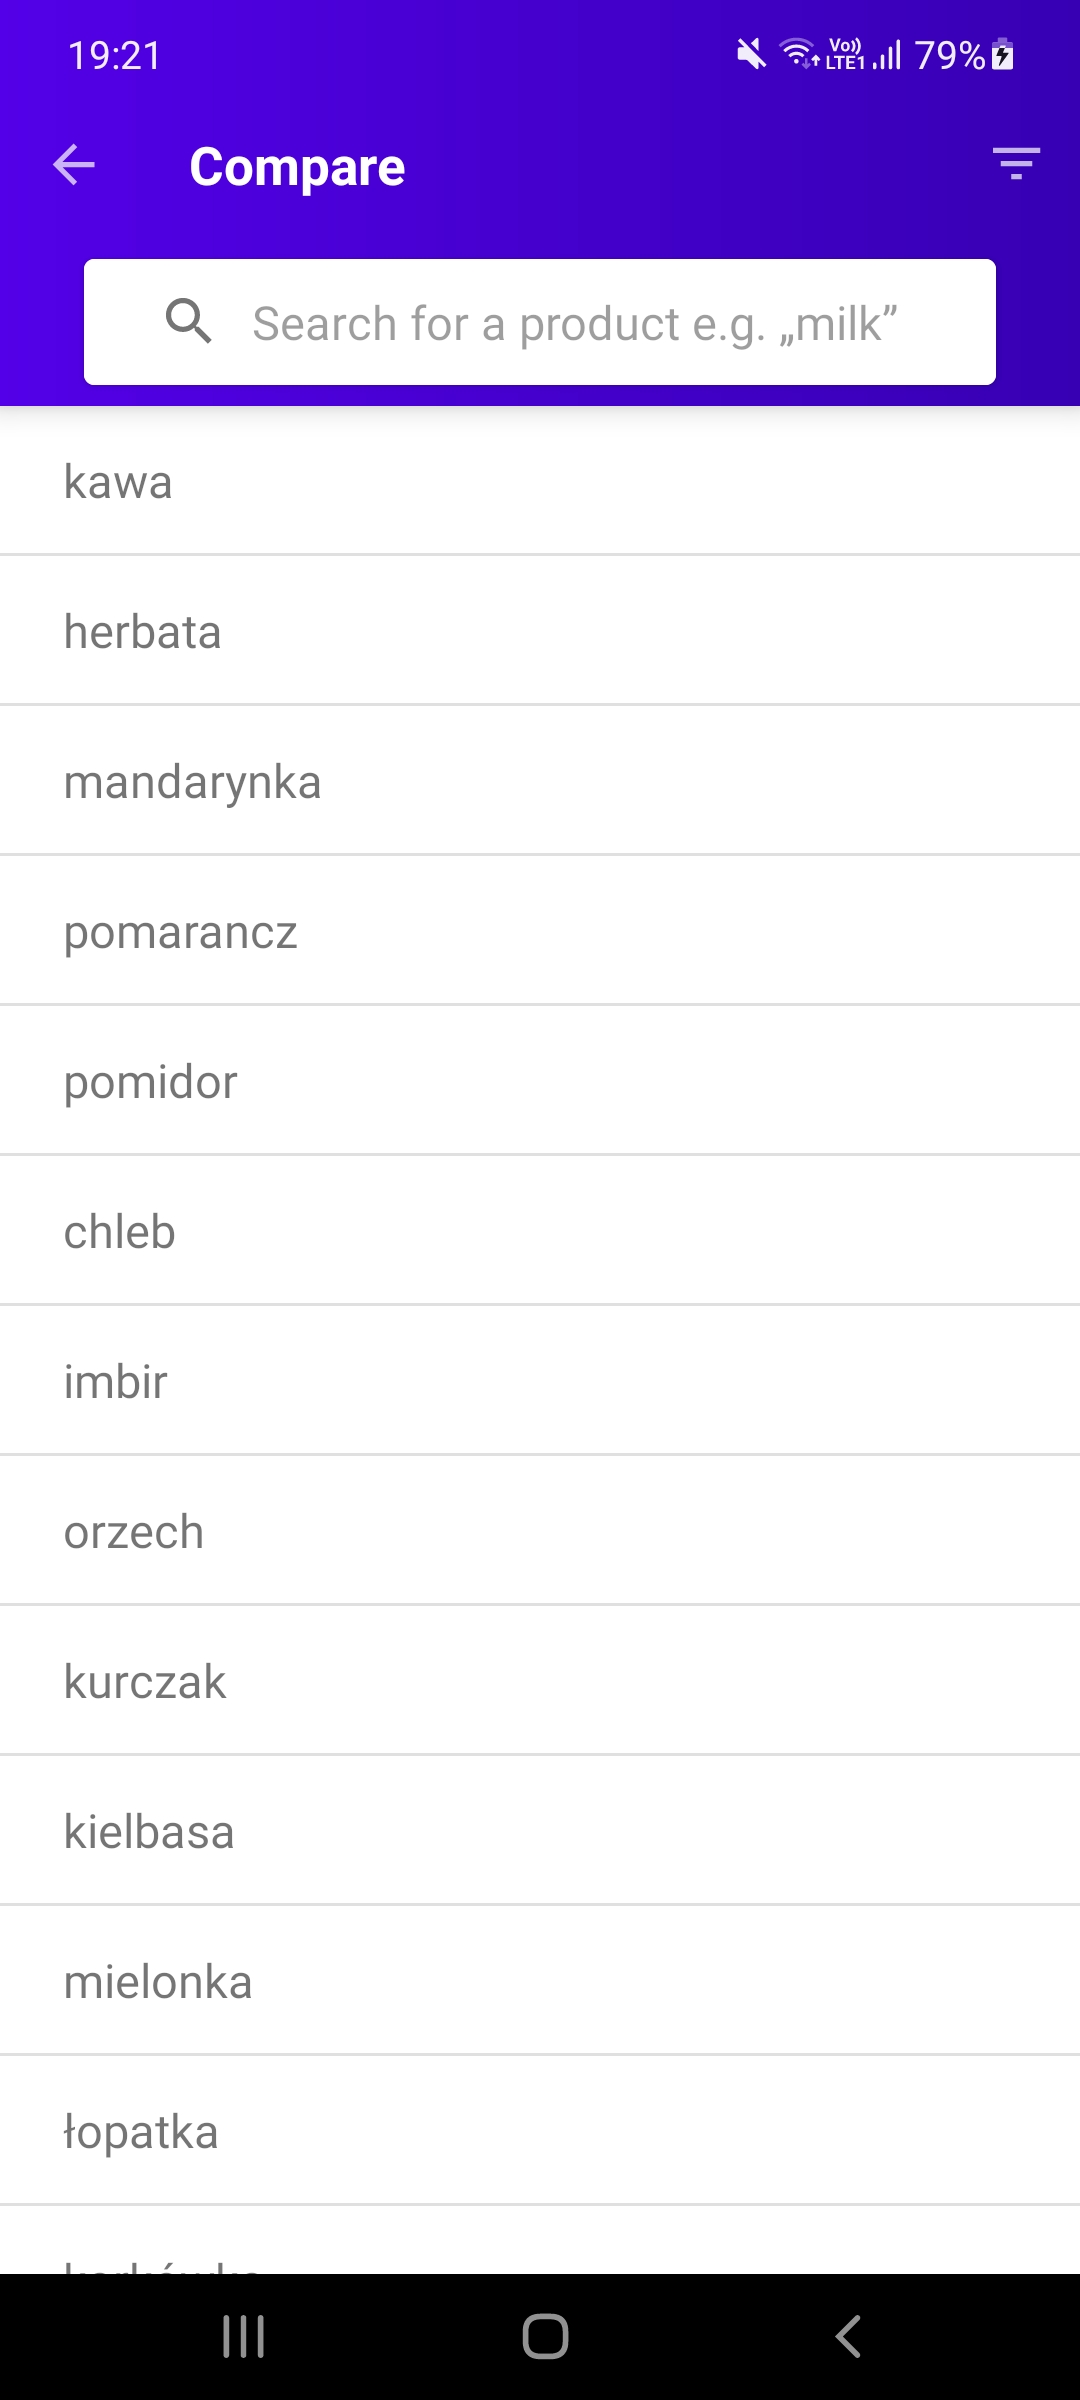 19:21
Vo)) LTE1 79%
Compare
Search for a product e.g. „milk”
kawa
herbata
mandarynka
pomarancz
pomidor
chleb
imbir
orzech
kurczak
kielbasa
mielonka
łopatka